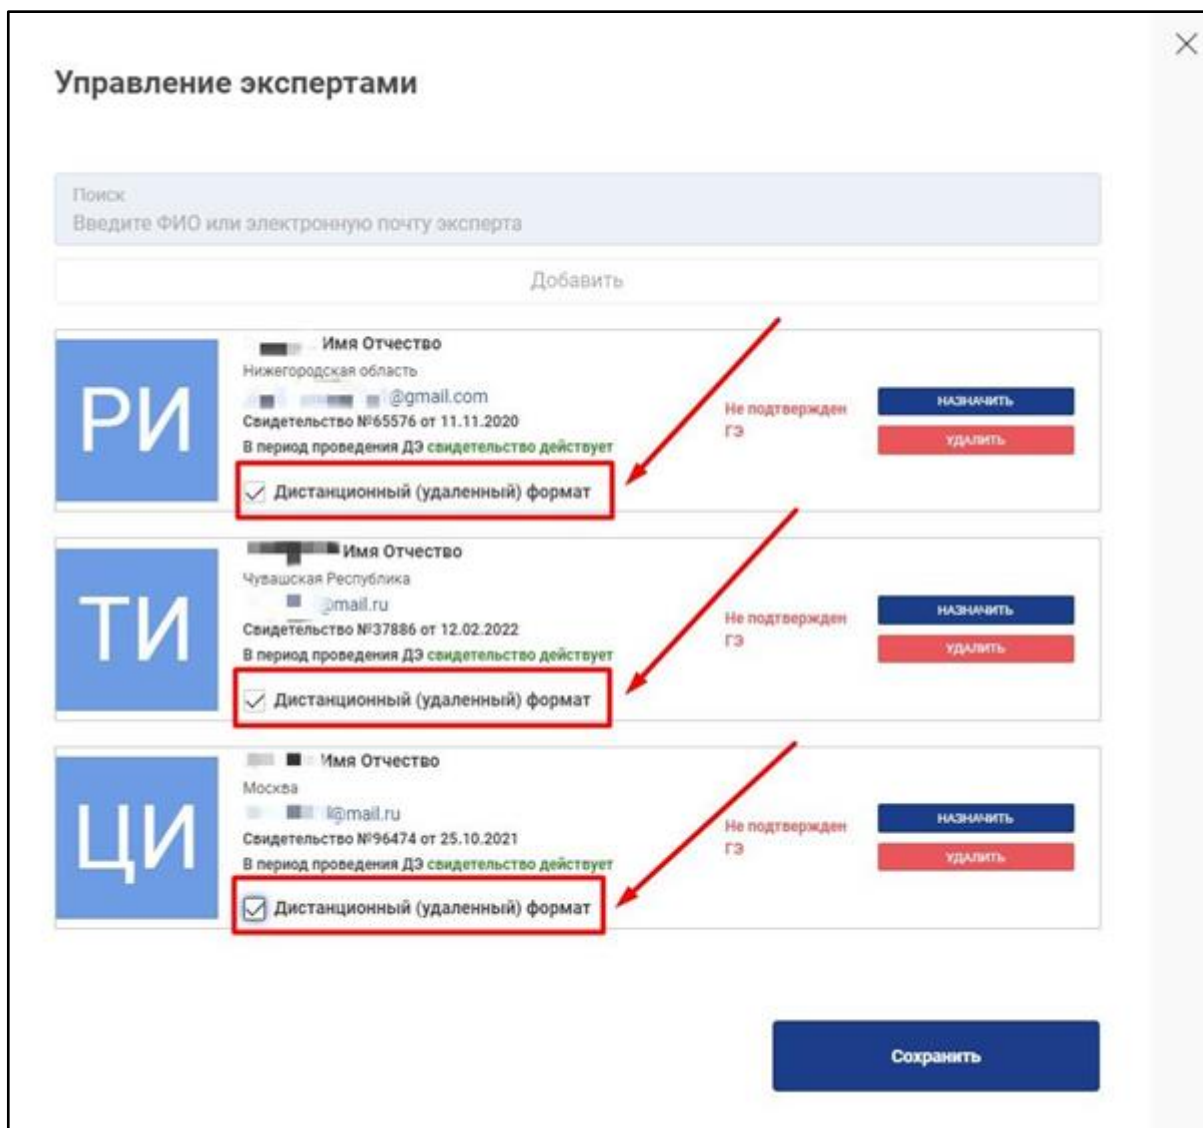 Управление экспертами
Поиск
Введите ФИО или электронную почту эксперта
Добавить
РИ
Имя Отчество
Нижегородская область
@gmail.com
Свидетельство №65576 от 11.11.2020
В период проведения ДЭ свидетельство действует
Дистанционный (удаленный) формат
Не подтвержден
ГЭ
НАЗНАЧИТЬ
УДАЛИТЬ
ТИ
Имя Отчество
Чувашская Республика
@mail.ru
Свидетельство №37886 от 12.02.2022
В период проведения ДЭ свидетельство действует
Дистанционный (удаленный) формат
Не подтвержден
ГЭ
НАЗНАЧИТЬ
УДАЛИТЬ
ЦИ
Имя Отчество
Москва
@mail.ru
Свидетельство №96474 от 25.10.2021
В период проведения ДЭ свидетельство действует
Дистанционный (удаленный) формат
Не подтвержден
ГЭ
НАЗНАЧИТЬ
УДАЛИТЬ
Сохранить